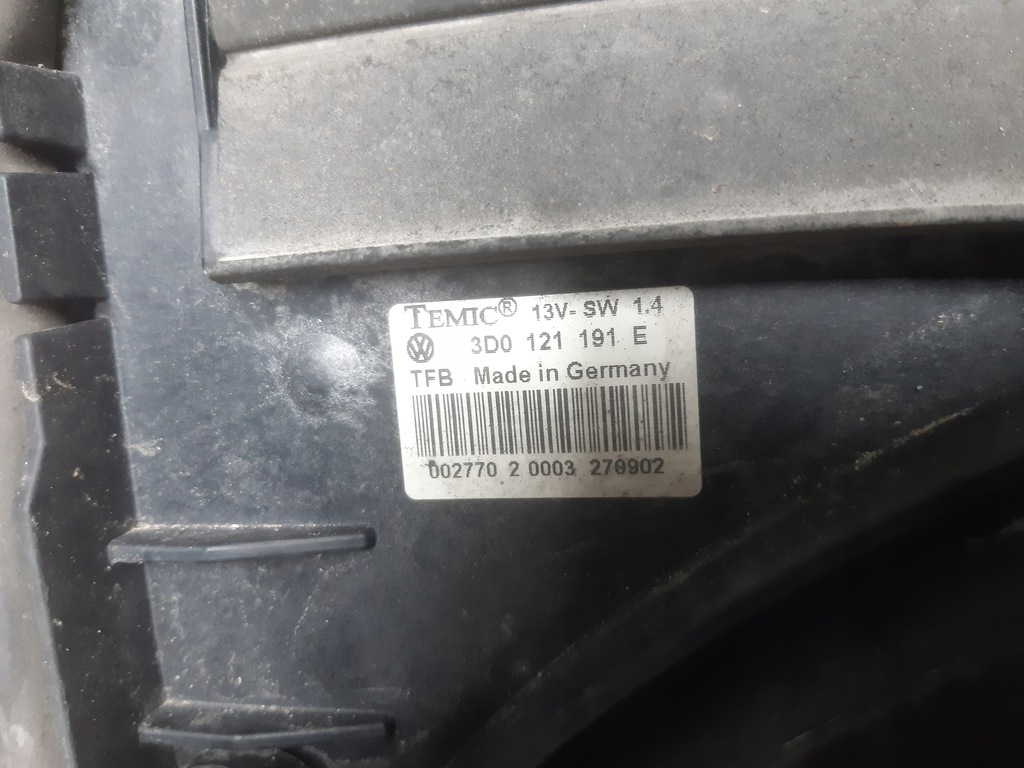 TEMIC® 13V- SW 1.4
3D0 121 191 E
TFB Made in Germany
002770 2 0003 270902